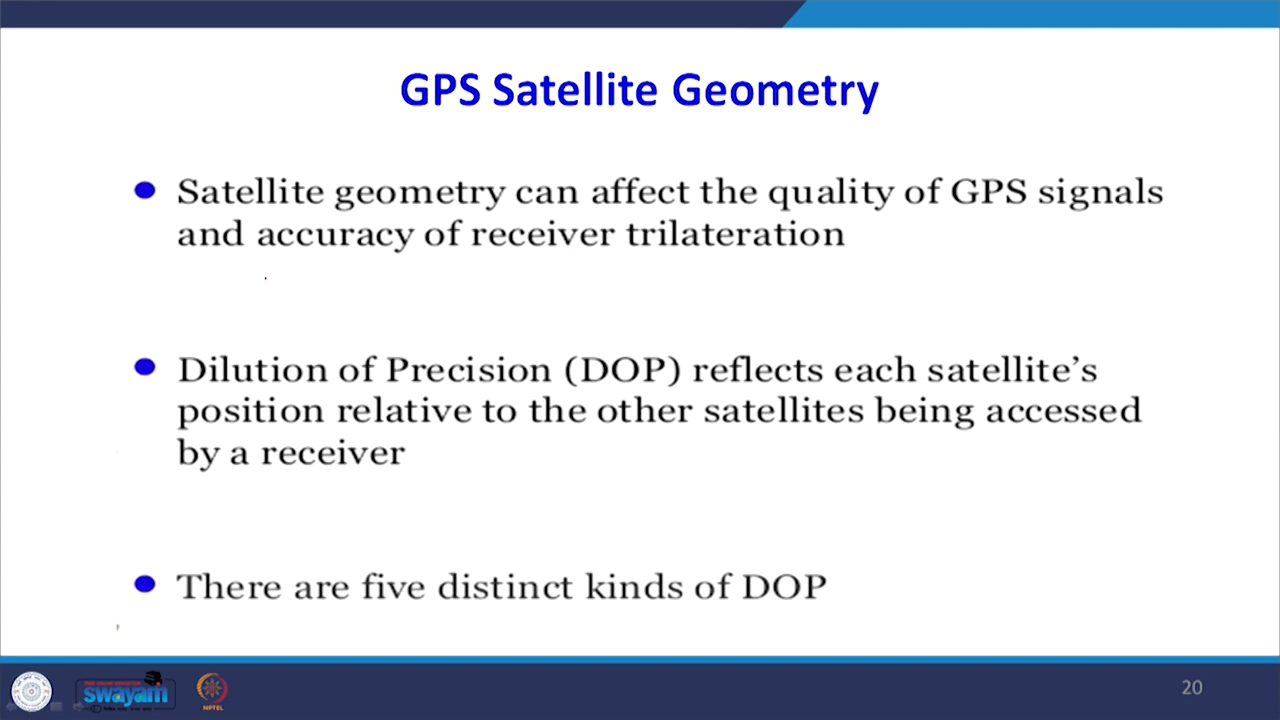 GPS Satellite Geometry
Satellite geometry can affect the quality of GPS signals
and accuracy of receiver trilateration
Dilution of Precision (DOP) reflects each satellite’s
position relative to the other satellites being accessed
by a receiver
There are five distinct kinds of DOP
swayam
NPTEL
20